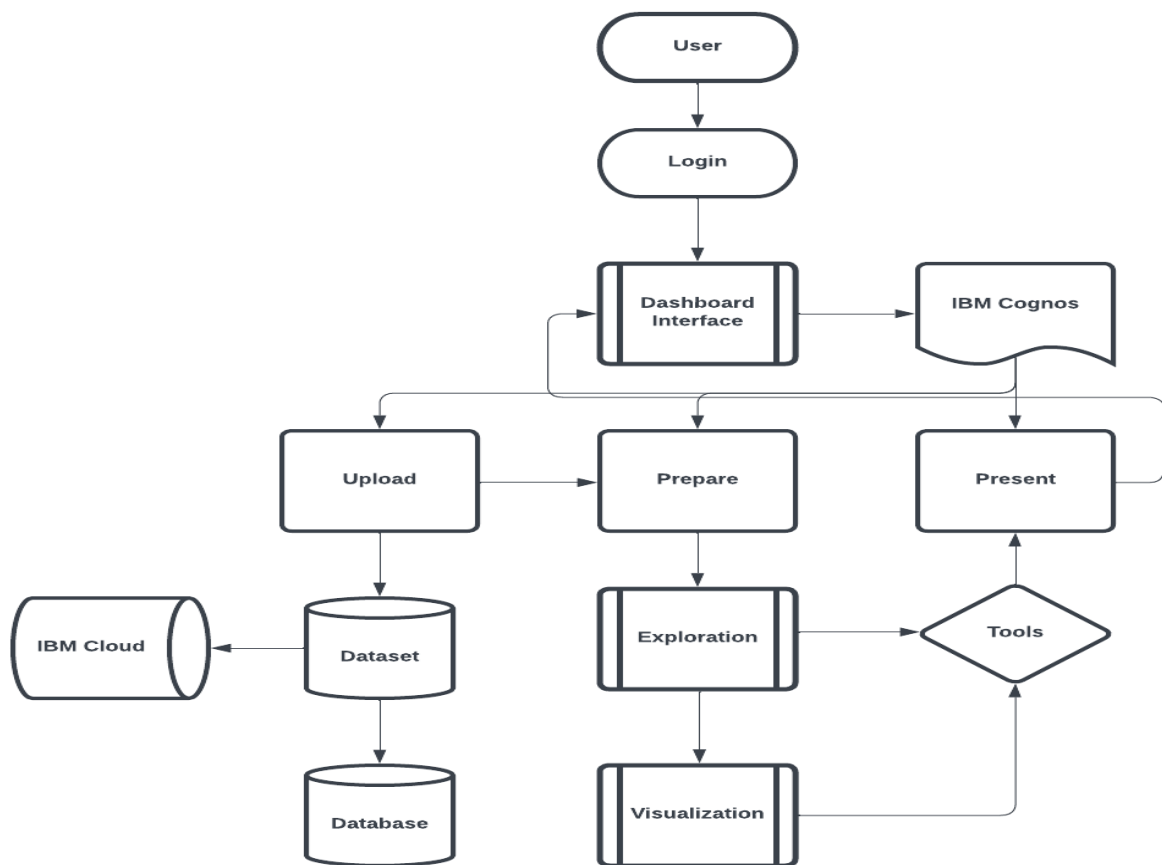 User
Login
Dashboard
Interface
IBM Cognos
Upload
Prepare
Present
IBM Cloud
Dataset
Exploration
Tools
Database
Visualization